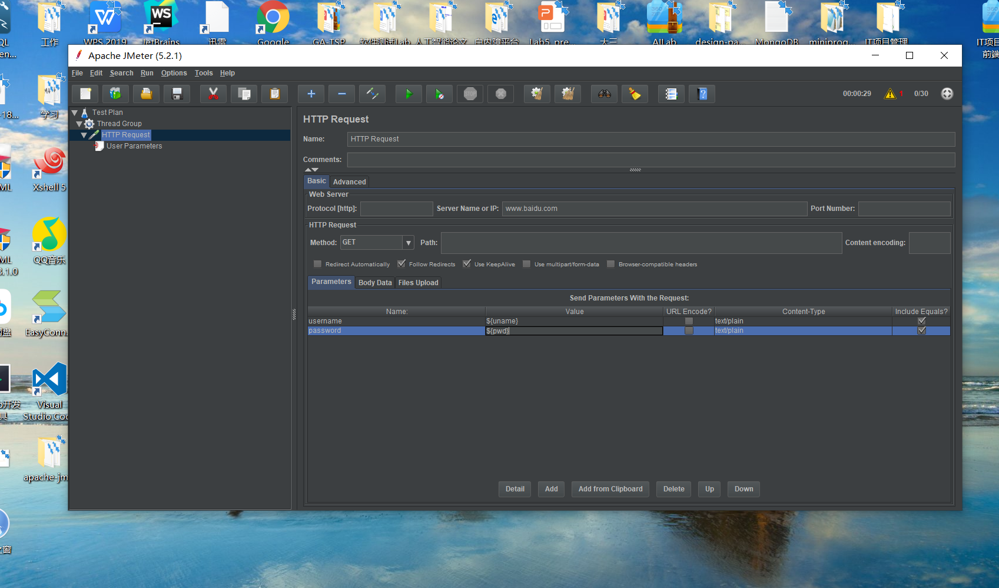 工作
WPS 2019
JetBrains
迅雷
Google
GA-TSP
软件测试Lab
人工智能论文
白内障平台
Lab5_pre...
大三
AILab
design-pa...
MongoDB
miniprog...
IT项目管理
IT项目
前端
QL
en...
-18...
学习
ML
Xshell 5
ML
3.1.0
QQ音乐
网盘
EasyConn
b开发
具
Visual
Studio Cod
apache-jm
之窗
Apache JMeter (5.2.1)
File Edit Search Run Options Tools Help
STOP
00:00:29 1 0/30
Test Plan
Thread Group
HTTP Request
User Parameters
HTTP Request
Name: HTTP Request
Comments:
Basic Advanced
Web Server
Protocol [http]: Server Name or IP: www.baidu.com Port Number:
HTTP Request
Method: GET Path: Content encoding:
Redirect Automatically Follow Redirects Use KeepAlive Use multipart/form-data Browser-compatible headers
Parameters Body Data Files Upload
Send Parameters With the Request:
Name: Value URL Encode? Content-Type Include Equals?
username ${uname} text/plain
password ${pwd} text/plain
Detail Add Add from Clipboard Delete Up Down